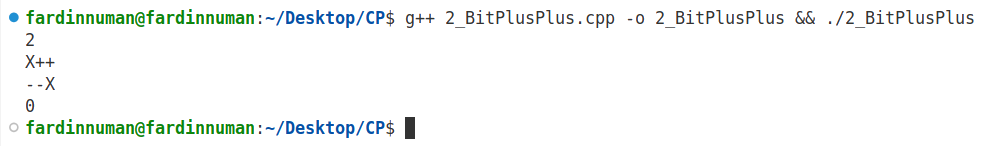 fardinnuman@fardinnuman:~/Desktop/CP$ g++ 2_BitPlusPlus.cpp -o 2_BitPlusPlus && ./2_BitPlusPlus
2
X++
--X
0
fardinnuman@fardinnuman:~/Desktop/CP$